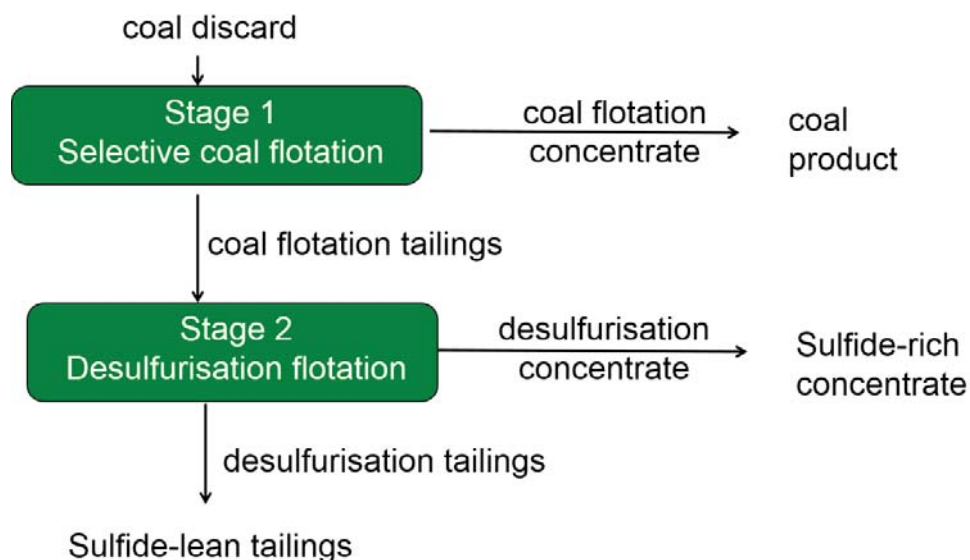 coal discard
Stage 1
Selective coal flotation
coal flotation
concentrate
coal
product
coal flotation tailings
Stage 2
Desulfurisation flotation
desulfurisation
concentrate
Sulfide-rich
concentrate
desulfurisation tailings
Sulfide-lean tailings